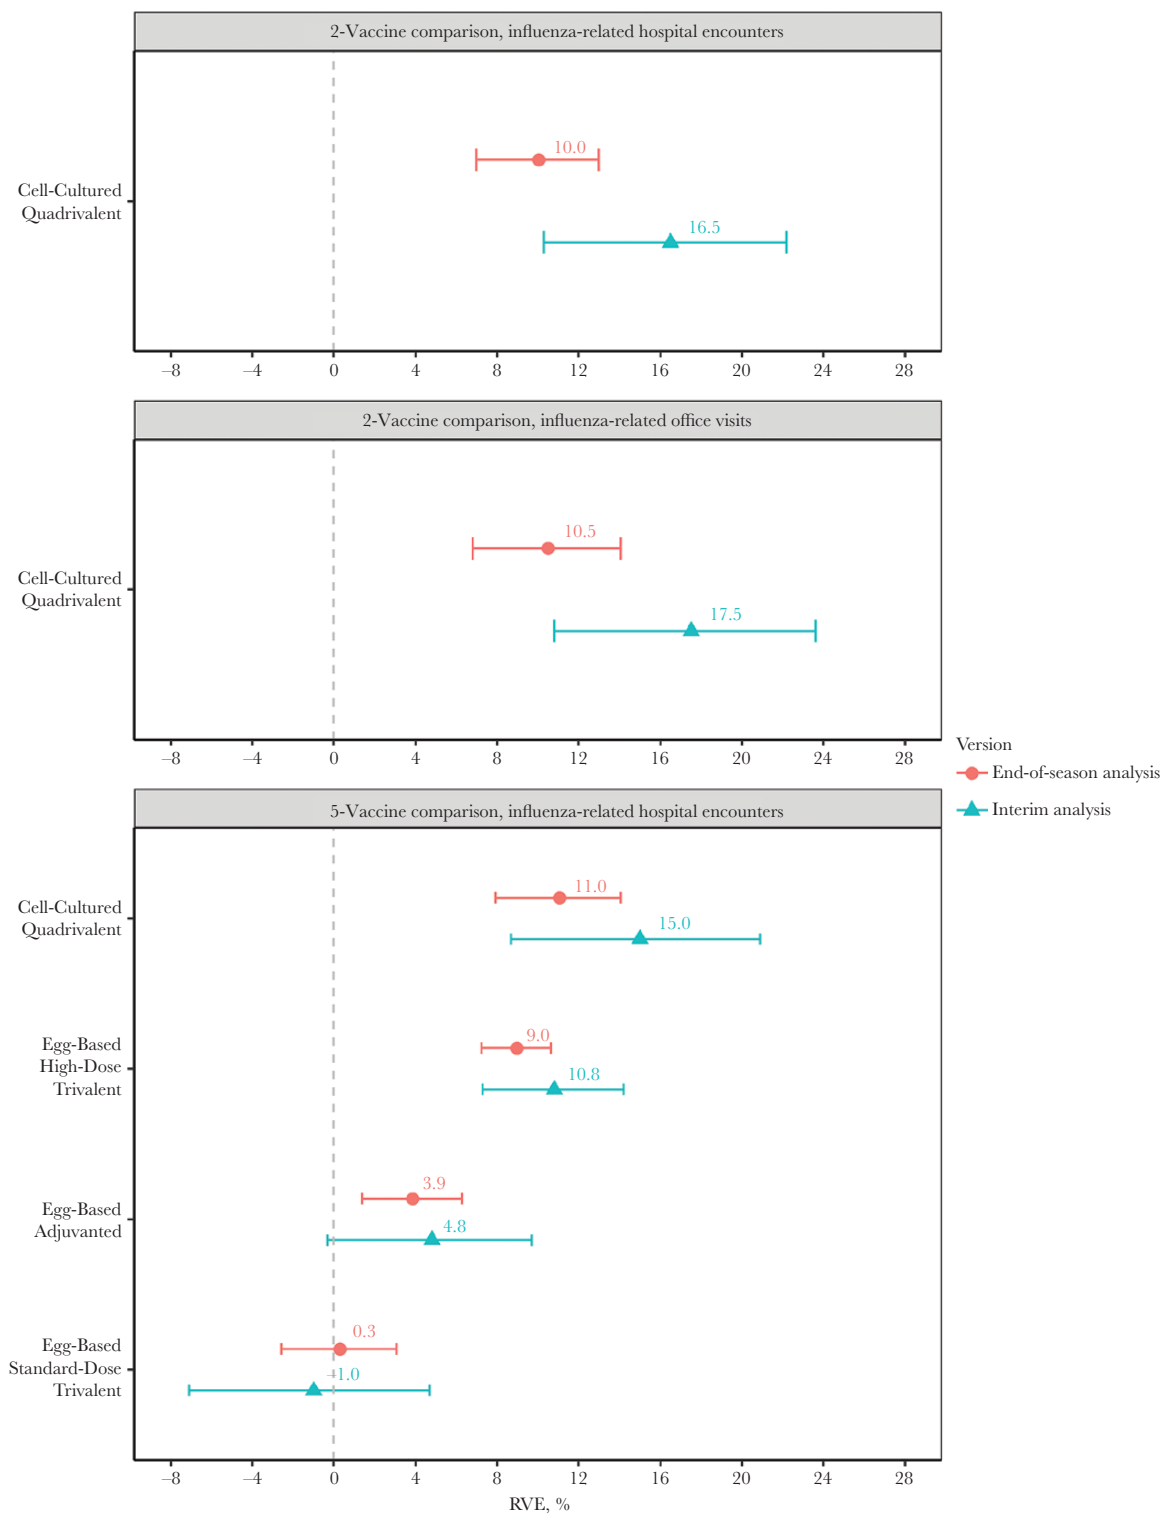 2-Vaccine comparison, influenza-related hospital encounters
10.0
Cell-Cultured
Quadrivalent
16.5
–8 –4 0 4 8 12 16 20 24 28
2-Vaccine comparison, influenza-related office visits
10.5
Cell-Cultured
Quadrivalent
17.5
–8 –4 0 4 8 12 16 20 24 28
Version
End-of-season analysis
Interim analysis
5-Vaccine comparison, influenza-related hospital encounters
11.0
Cell-Cultured
Quadrivalent
15.0
9.0
Egg-Based
High-Dose
Trivalent
10.8
3.9
Egg-Based
Adjuvanted
4.8
0.3
Egg-Based
Standard-Dose
Trivalent
–1.0
–8 –4 0 4 8 12 16 20 24 28
RVE, %